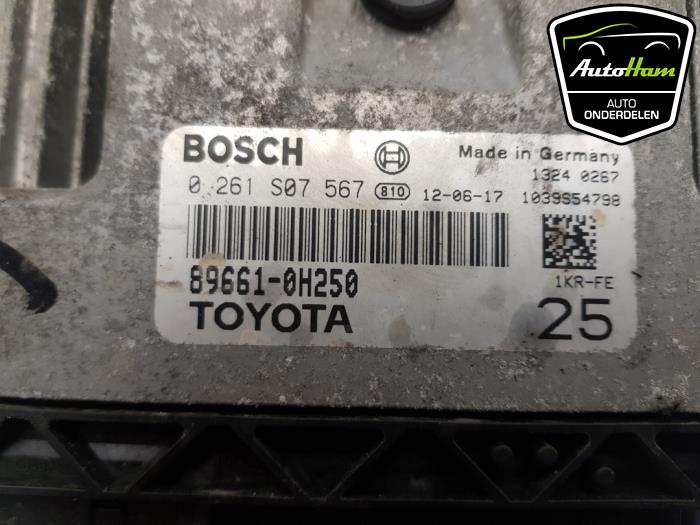 AutoHam
AUTO
ONDERDELEN
BOSCH
Made in Germany
1324 0267
0 261 S07 567 810 12-06-17 1039S54798
89661-0H250
1KR-FE
TOYOTA
25